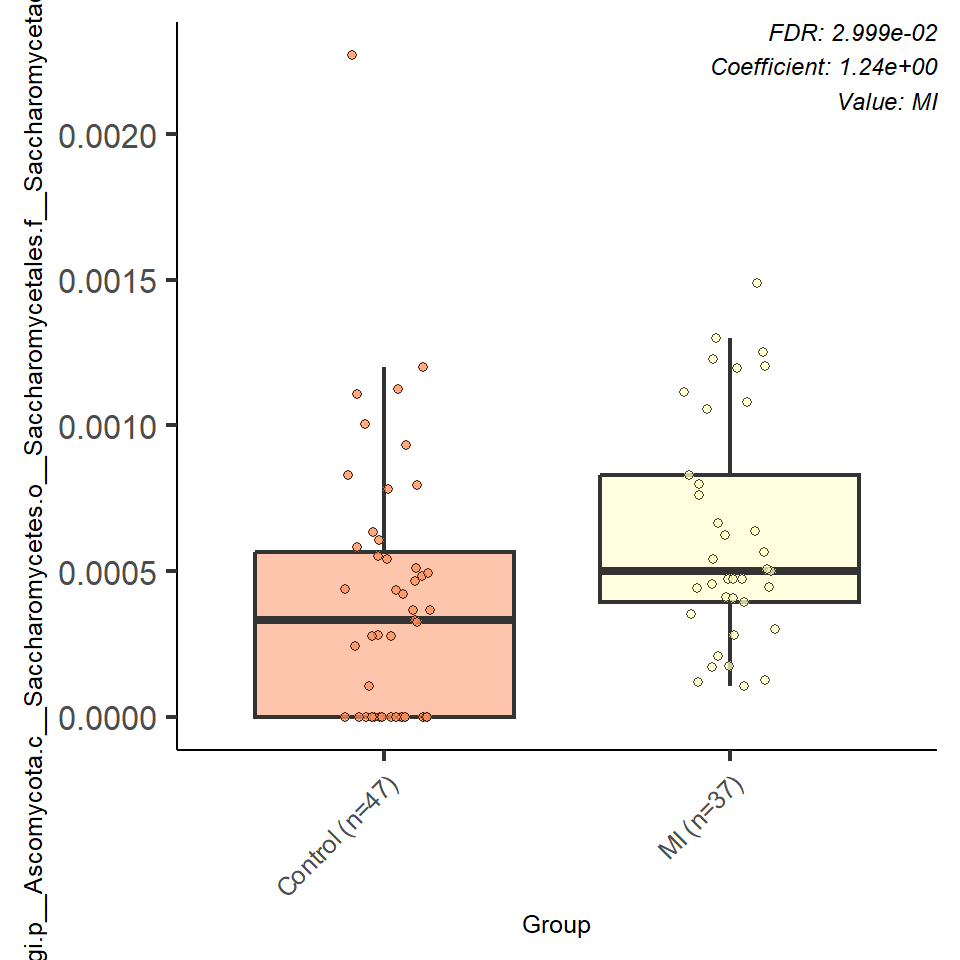 FDR: 2.999e-02
Coefficient: 1.24e+00
Value: MI
gi.p__Ascomycota.c__Saccharomycetes.o__Saccharomycetales.f__Saccharomycetac
0.0020
0.0015
0.0010
0.0005
0.0000
Control (n=47)
MI (n=37)
Group